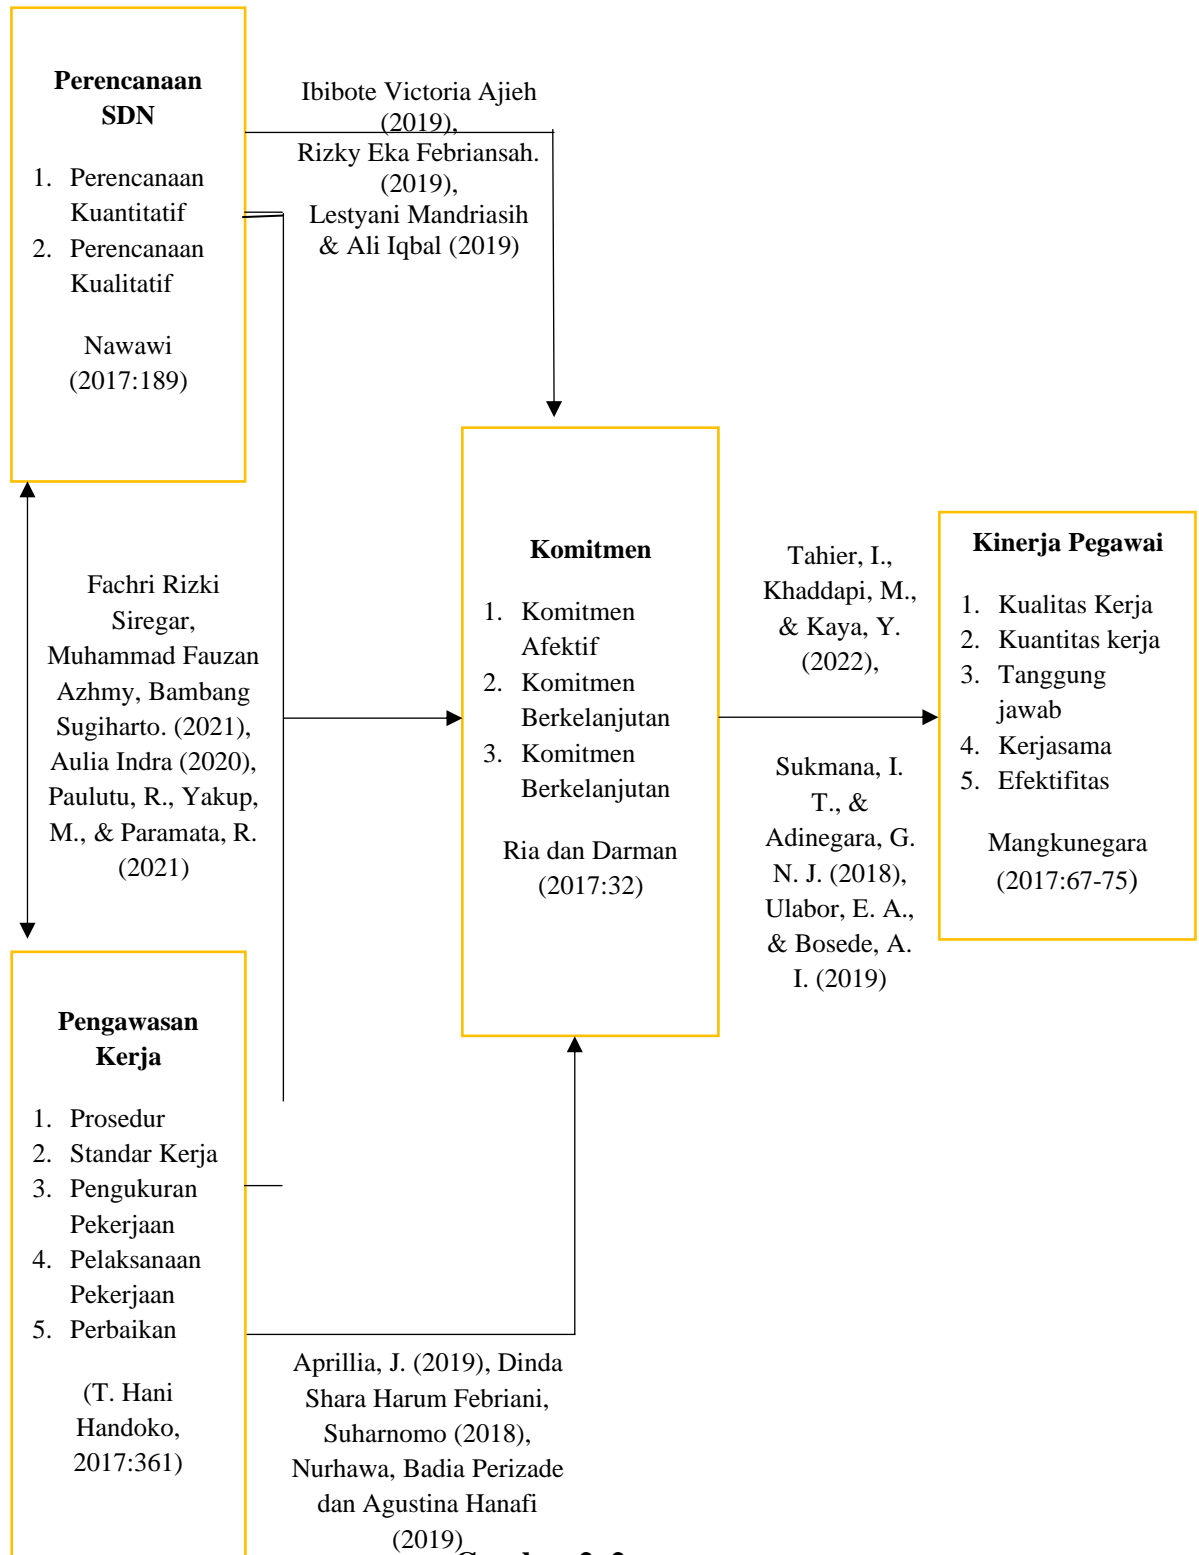 Perencanaan
SDN
1. Perencanaan
Kuantitatif
2. Perencanaan
Kualitatif
Nawawi
(2017:189)
Ibibote Victoria Ajieh
(2019),
Rizky Eka Febriansah.
(2019),
Lestyani Mandriasih
& Ali Iqbal (2019)
Fachri Rizki
Siregar,
Muhammad Fauzan
Azhmy, Bambang
Sugiharto. (2021),
Aulia Indra (2020),
Paulutu, R., Yakup,
M., & Paramata, R.
(2021)
Komitmen
1. Komitmen
Afektif
2. Komitmen
Berkelanjutan
3. Komitmen
Berkelanjutan
Ria dan Darman
(2017:32)
Tahier, I.,
Khaddapi, M.,
& Kaya, Y.
(2022),
Sukmana, I.
T., &
Adinegara, G.
N. J. (2018),
Ulabor, E. A.,
& Bosede, A.
I. (2019)
Kinerja Pegawai
1. Kualitas Kerja
2. Kuantitas kerja
3. Tanggung
jawab
4. Kerjasama
5. Efektifitas
Mangkunegara
(2017:67-75)
Pengawasan
Kerja
1. Prosedur
2. Standar Kerja
3. Pengukuran
Pekerjaan
4. Pelaksanaan
Pekerjaan
5. Perbaikan
(T. Hani
Handoko,
2017:361)
Aprillia, J. (2019), Dinda
Shara Harum Febriani,
Suharnomo (2018),
Nurhawa, Badia Perizade
dan Agustina Hanafi
(2019)